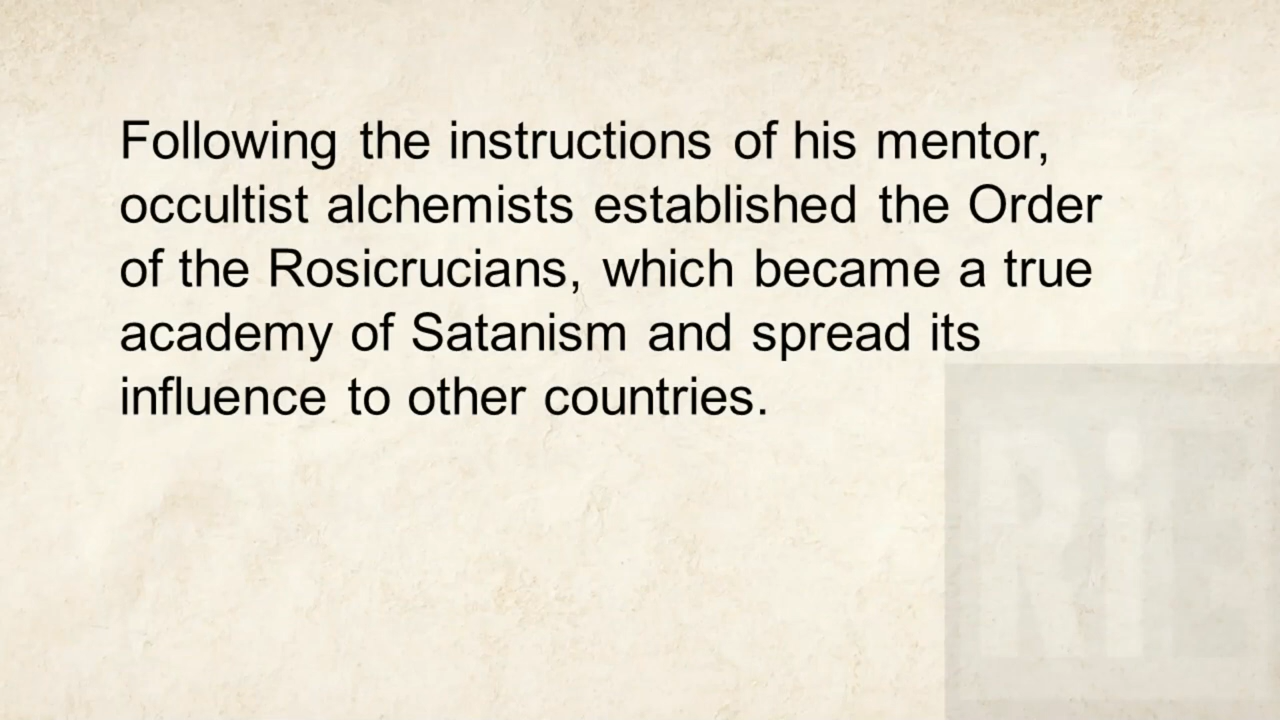 Following the instructions of his mentor,
occultist alchemists established the Order
of the Rosicrucians, which became a true
academy of Satanism and spread its
influence to other countries.